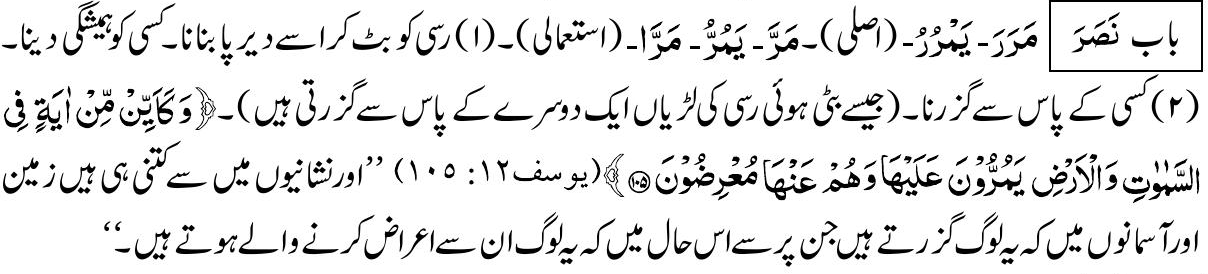 باب نَصَرَ مَرَرَ۔ یَمْرُرُ۔ (اصلی)۔ مَرَّ۔ یَمُرُّ۔ مَرًّا۔ (استعمالی)۔ (۱) رسی کو بٹ کر اسے دیر پا بنانا۔ کسی کو ہمیشگی دینا۔
(۲) کسی کے پاس سے گزرنا۔ (جیسے بٹی ہوئی رسی کی لڑیاں ایک دوسرے کے پاس سے گزرتی ہیں)۔ ﴿وَكَاَيِّنْ مِّنْ اٰيَةٍ فِي
السَّمٰوٰتِ وَالْاَرْضِ يَمُرُّوْنَ عَلَيْهَا وَهُمْ عَنْهَا مُعْرِضُوْنَ ۝۱۰۵﴾ (یوسف ۱۲: ۱۰۵) ’’اور نشانیوں میں سے کتنی ہی ہیں زمین
اور آسمانوں میں کہ یہ لوگ گزرتے ہیں جن پر سے اس حال میں کہ یہ لوگ ان سے اعراض کرنے والے ہوتے ہیں۔‘‘